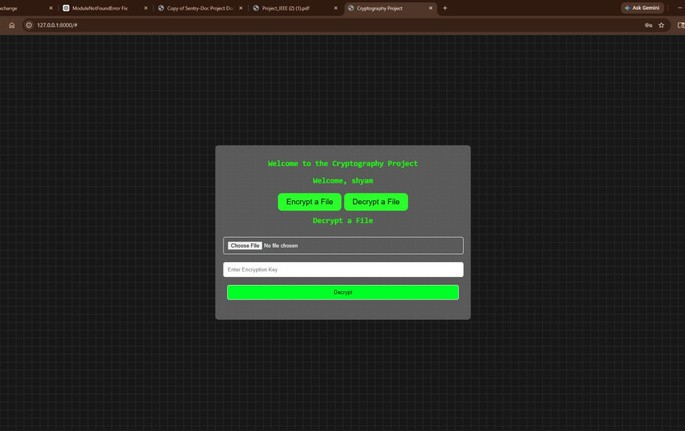 xchange
ModuleNotFoundError Fix
Copy of Sentry-Doc Project Do
Project_IEEE (2) (1).pdf
Cryptography Project
Ask Gemini
127.0.0.1:8000/#
Welcome to the Cryptography Project
Welcome, shyam
Encrypt a File Decrypt a File
Decrypt a File
Choose File No file chosen
Enter Encryption Key
Decrypt